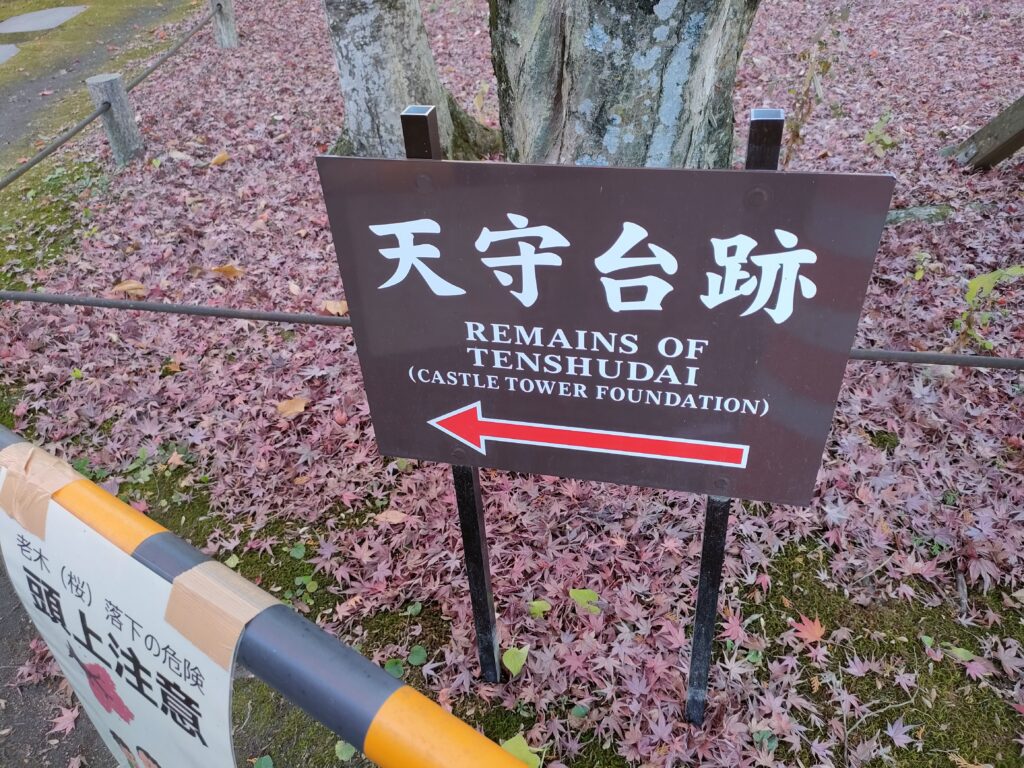 天守台跡
REMAINS OF
TENSHUDAI
(CASTLE TOWER FOUNDATION)
老木（桜）落下の危険
頭上注意